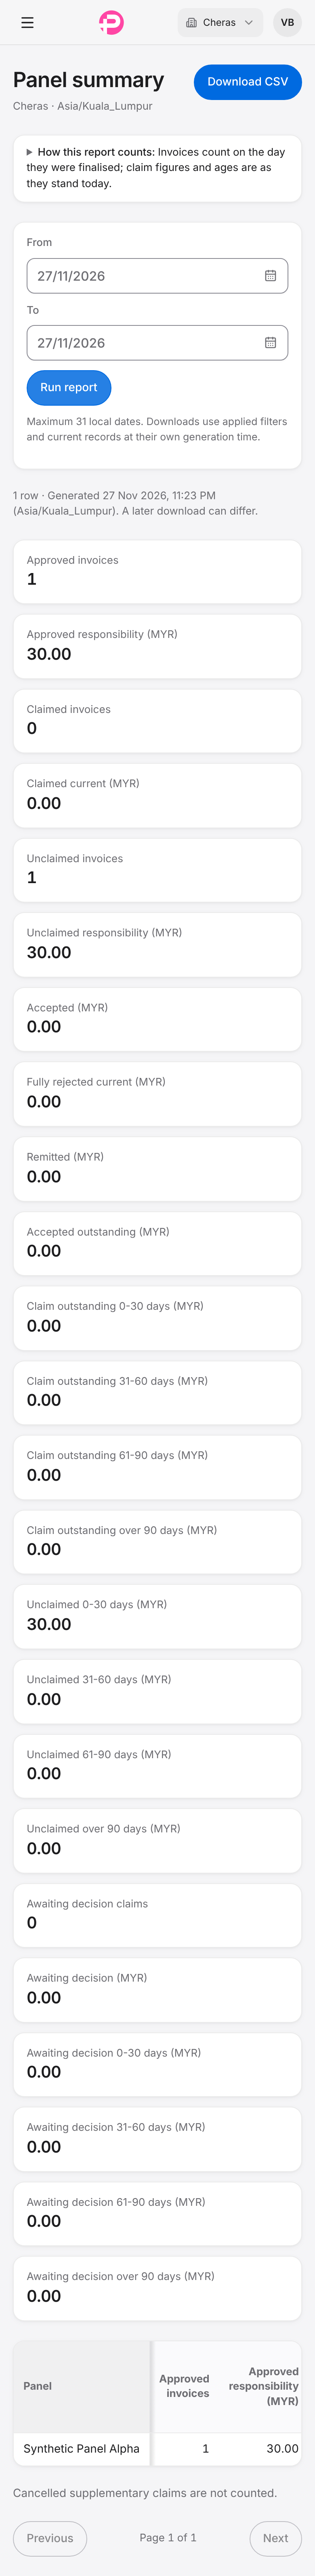 Cheras
VB
Panel summary
Download CSV
Cheras · Asia/Kuala_Lumpur
How this report counts: Invoices count on the day
they were finalised; claim figures and ages are as
they stand today.
From
27/11/2026
To
27/11/2026
Run report
Maximum 31 local dates. Downloads use applied filters
and current records at their own generation time.
1 row · Generated 27 Nov 2026, 11:23 PM
(Asia/Kuala_Lumpur). A later download can differ.
Approved invoices
1
Approved responsibility (MYR)
30.00
Claimed invoices
0
Claimed current (MYR)
0.00
Unclaimed invoices
1
Unclaimed responsibility (MYR)
30.00
Accepted (MYR)
0.00
Fully rejected current (MYR)
0.00
Remitted (MYR)
0.00
Accepted outstanding (MYR)
0.00
Claim outstanding 0-30 days (MYR)
0.00
Claim outstanding 31-60 days (MYR)
0.00
Claim outstanding 61-90 days (MYR)
0.00
Claim outstanding over 90 days (MYR)
0.00
Unclaimed 0-30 days (MYR)
30.00
Unclaimed 31-60 days (MYR)
0.00
Unclaimed 61-90 days (MYR)
0.00
Unclaimed over 90 days (MYR)
0.00
Awaiting decision claims
0
Awaiting decision (MYR)
0.00
Awaiting decision 0-30 days (MYR)
0.00
Awaiting decision 31-60 days (MYR)
0.00
Awaiting decision 61-90 days (MYR)
0.00
Awaiting decision over 90 days (MYR)
0.00
Panel
Approved
invoices
Approved
responsibility
(MYR)
Synthetic Panel Alpha 1 30.00
Cancelled supplementary claims are not counted.
Previous
Page 1 of 1
Next